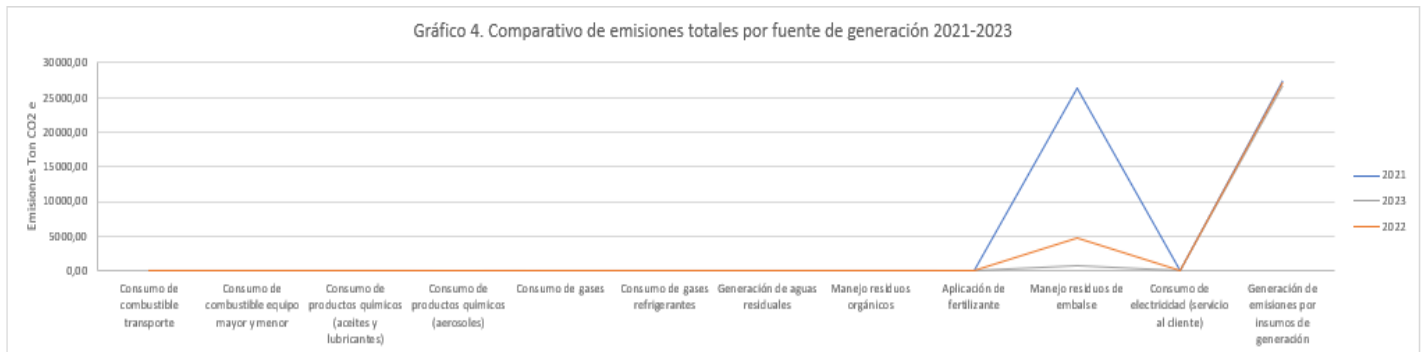 Gráfico 4. Comparativo de emisiones totales por fuente de generación 2021-2023
Emisiones Ton CO2 e
30000,00
25000,00
20000,00
15000,00
10000,00
5000,00
0,00
Consumo de
combustible
transporte
Consumo de
combustible equipo
mayor y menor
Consumo de
productos químicos
(aceites y
lubricantes)
Consumo de
productos químicos
(aerosoles)
Consumo de gases
Consumo de gases
refrigerantes
Generación de aguas
residuales
Manejo residuos
orgánicos
Aplicación de
fertilizante
Manejo residuos de
embalse
Consumo de
electricidad (servicio
al cliente)
Generación de
emisiones por
insumos de
generación
2021
2023
2022